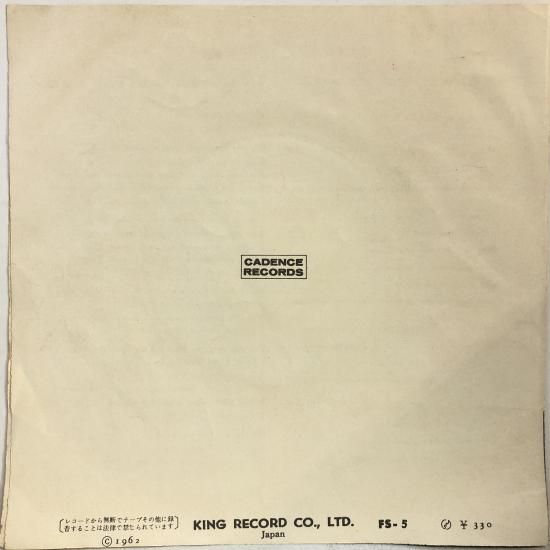 CADENCE
RECORDS
レコードから無断でテープその他に録
音することは法律で禁じられています
KING RECORD CO., LTD.
Japan
FS-5
¥ 330
© 1962